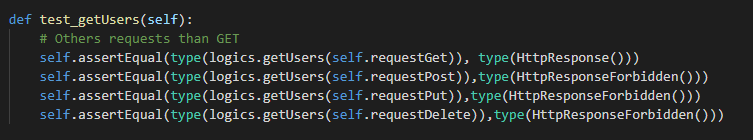 def test_getUsers(self):
    # Others requests than GET
    self.assertEqual(type(logics.getUsers(self.requestGet)), type(HttpResponse()))
    self.assertEqual(type(logics.getUsers(self.requestPost)),type(HttpResponseForbidden()))
    self.assertEqual(type(logics.getUsers(self.requestPut)),type(HttpResponseForbidden()))
    self.assertEqual(type(logics.getUsers(self.requestDelete)),type(HttpResponseForbidden()))